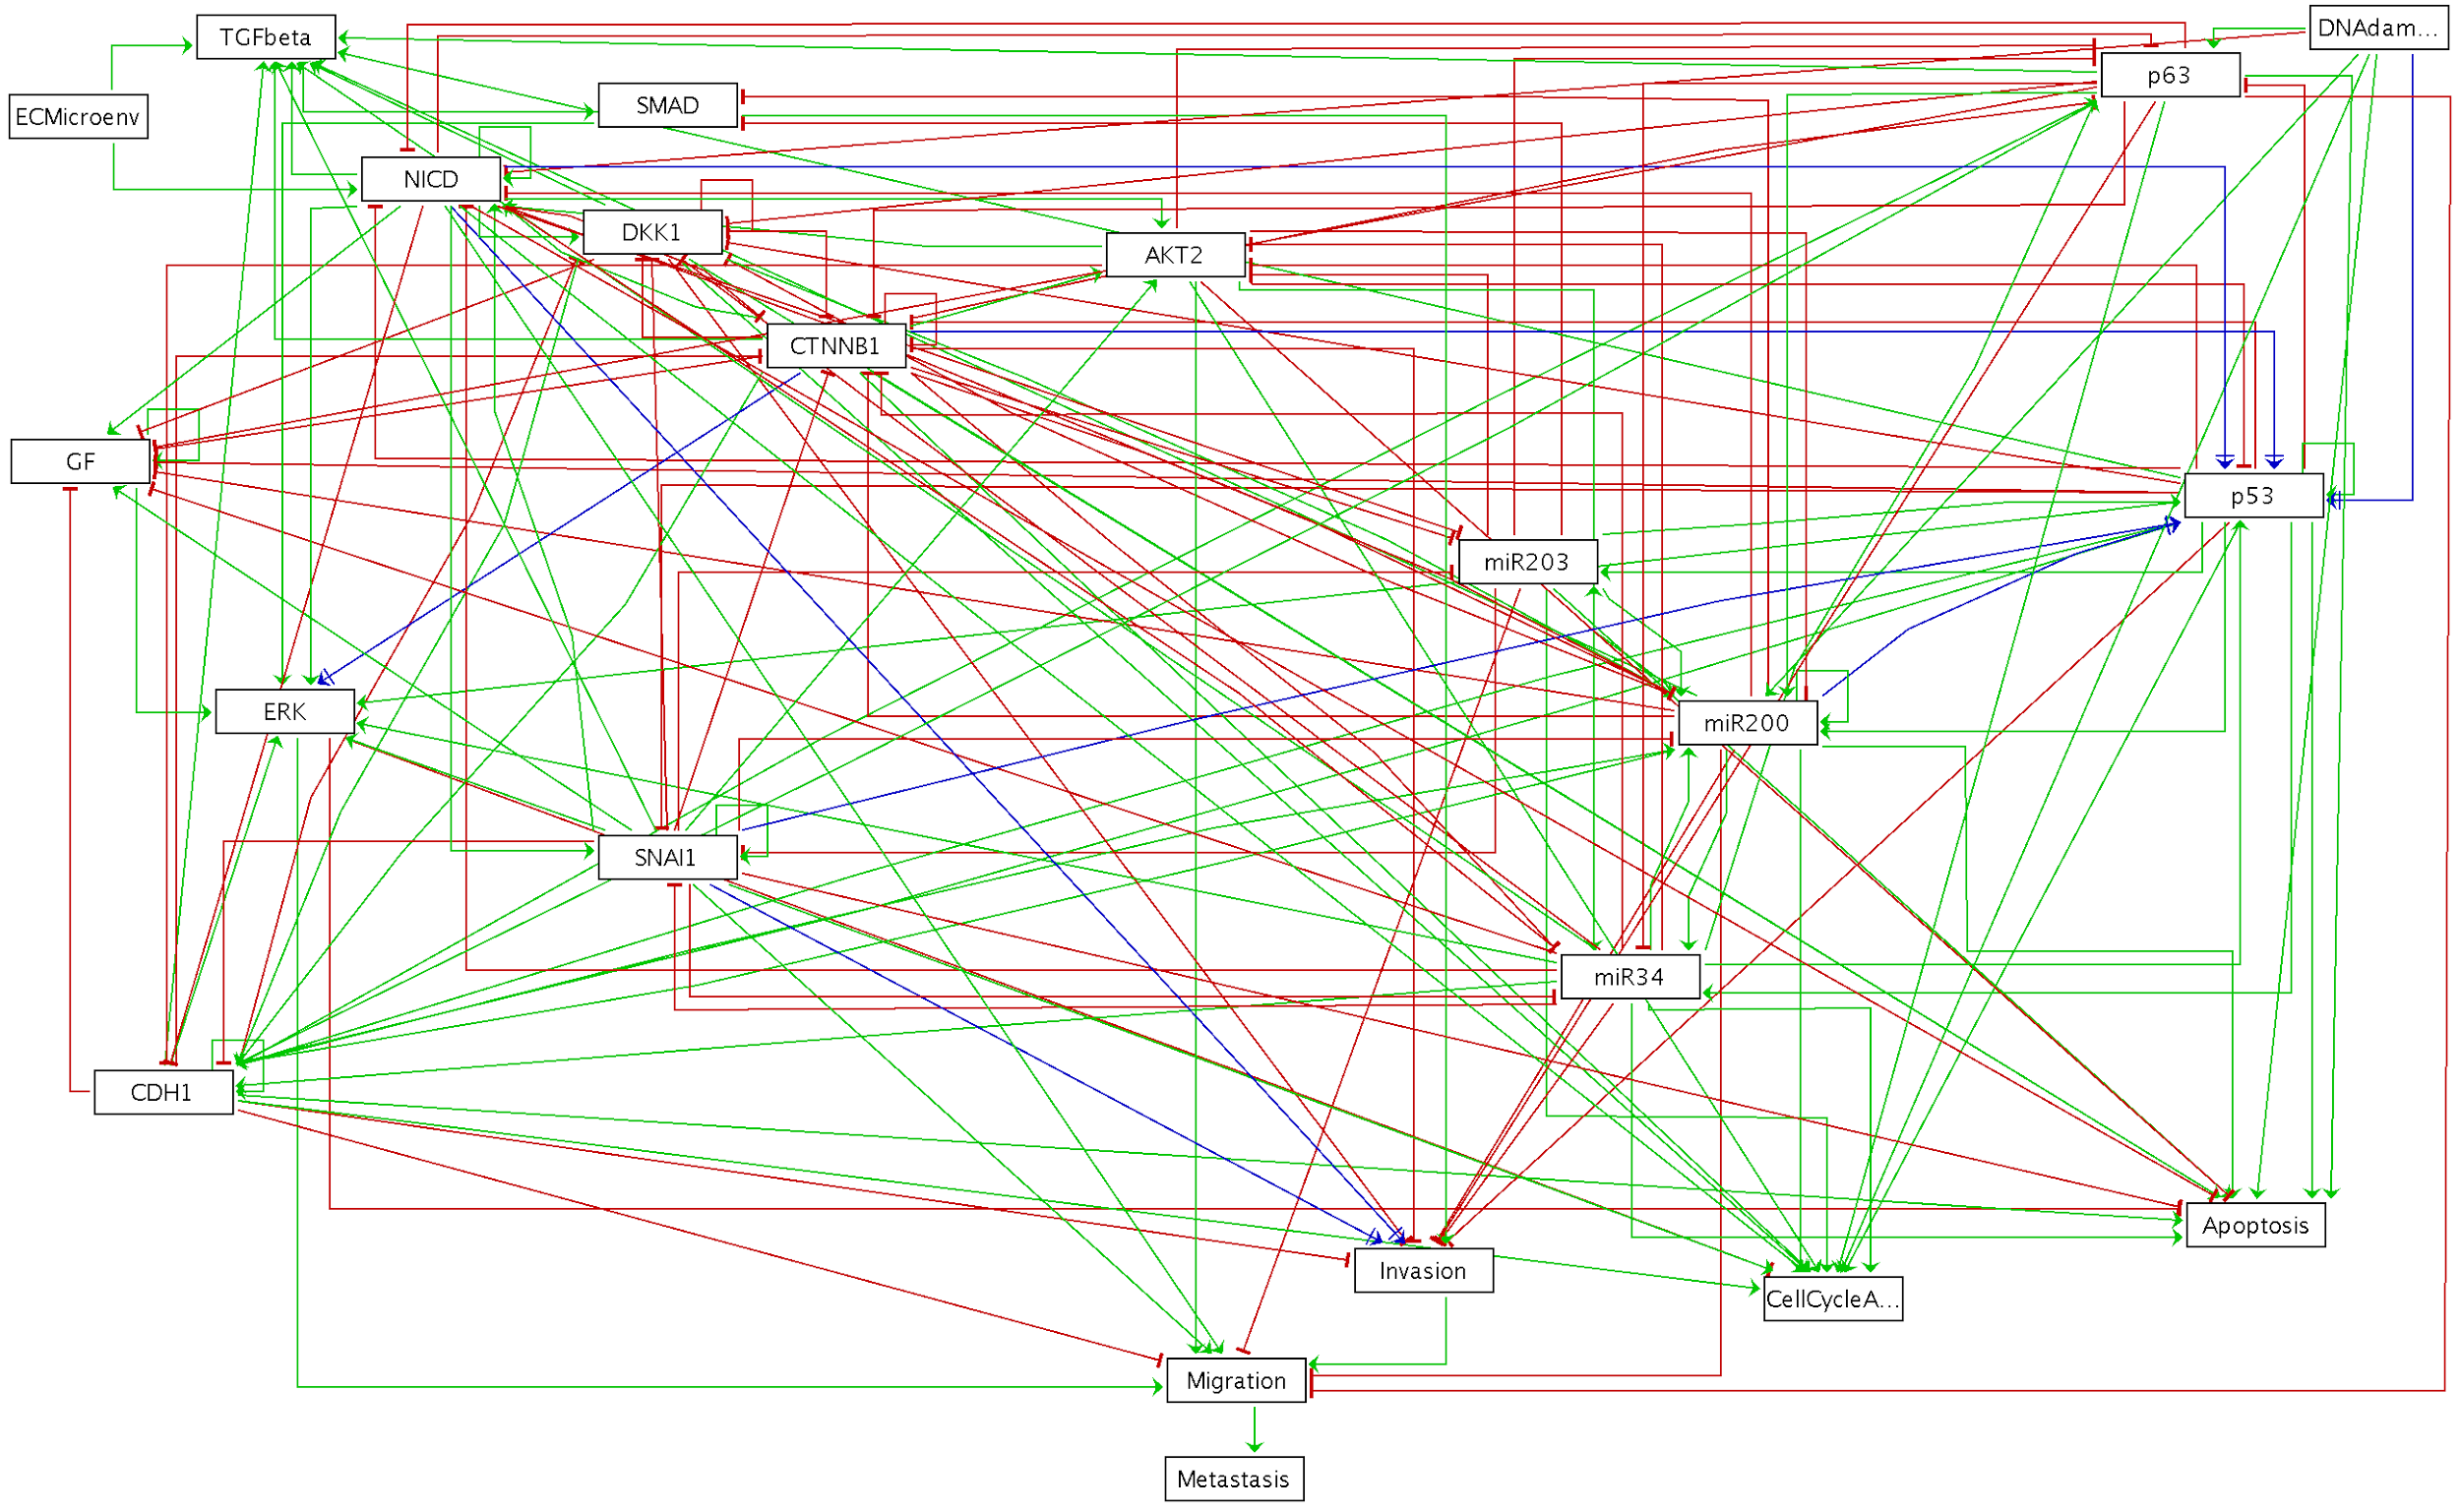 TGFbeta
DNAdam...
p63
SMAD
ECMicroenv
NICD
DKK1
AKT2
CTNNB1
GF
p53
miR203
ERK
miR200
SNAI1
miR34
CDH1
Apoptosis
Invasion
CellCycleA...
Migration
Metastasis